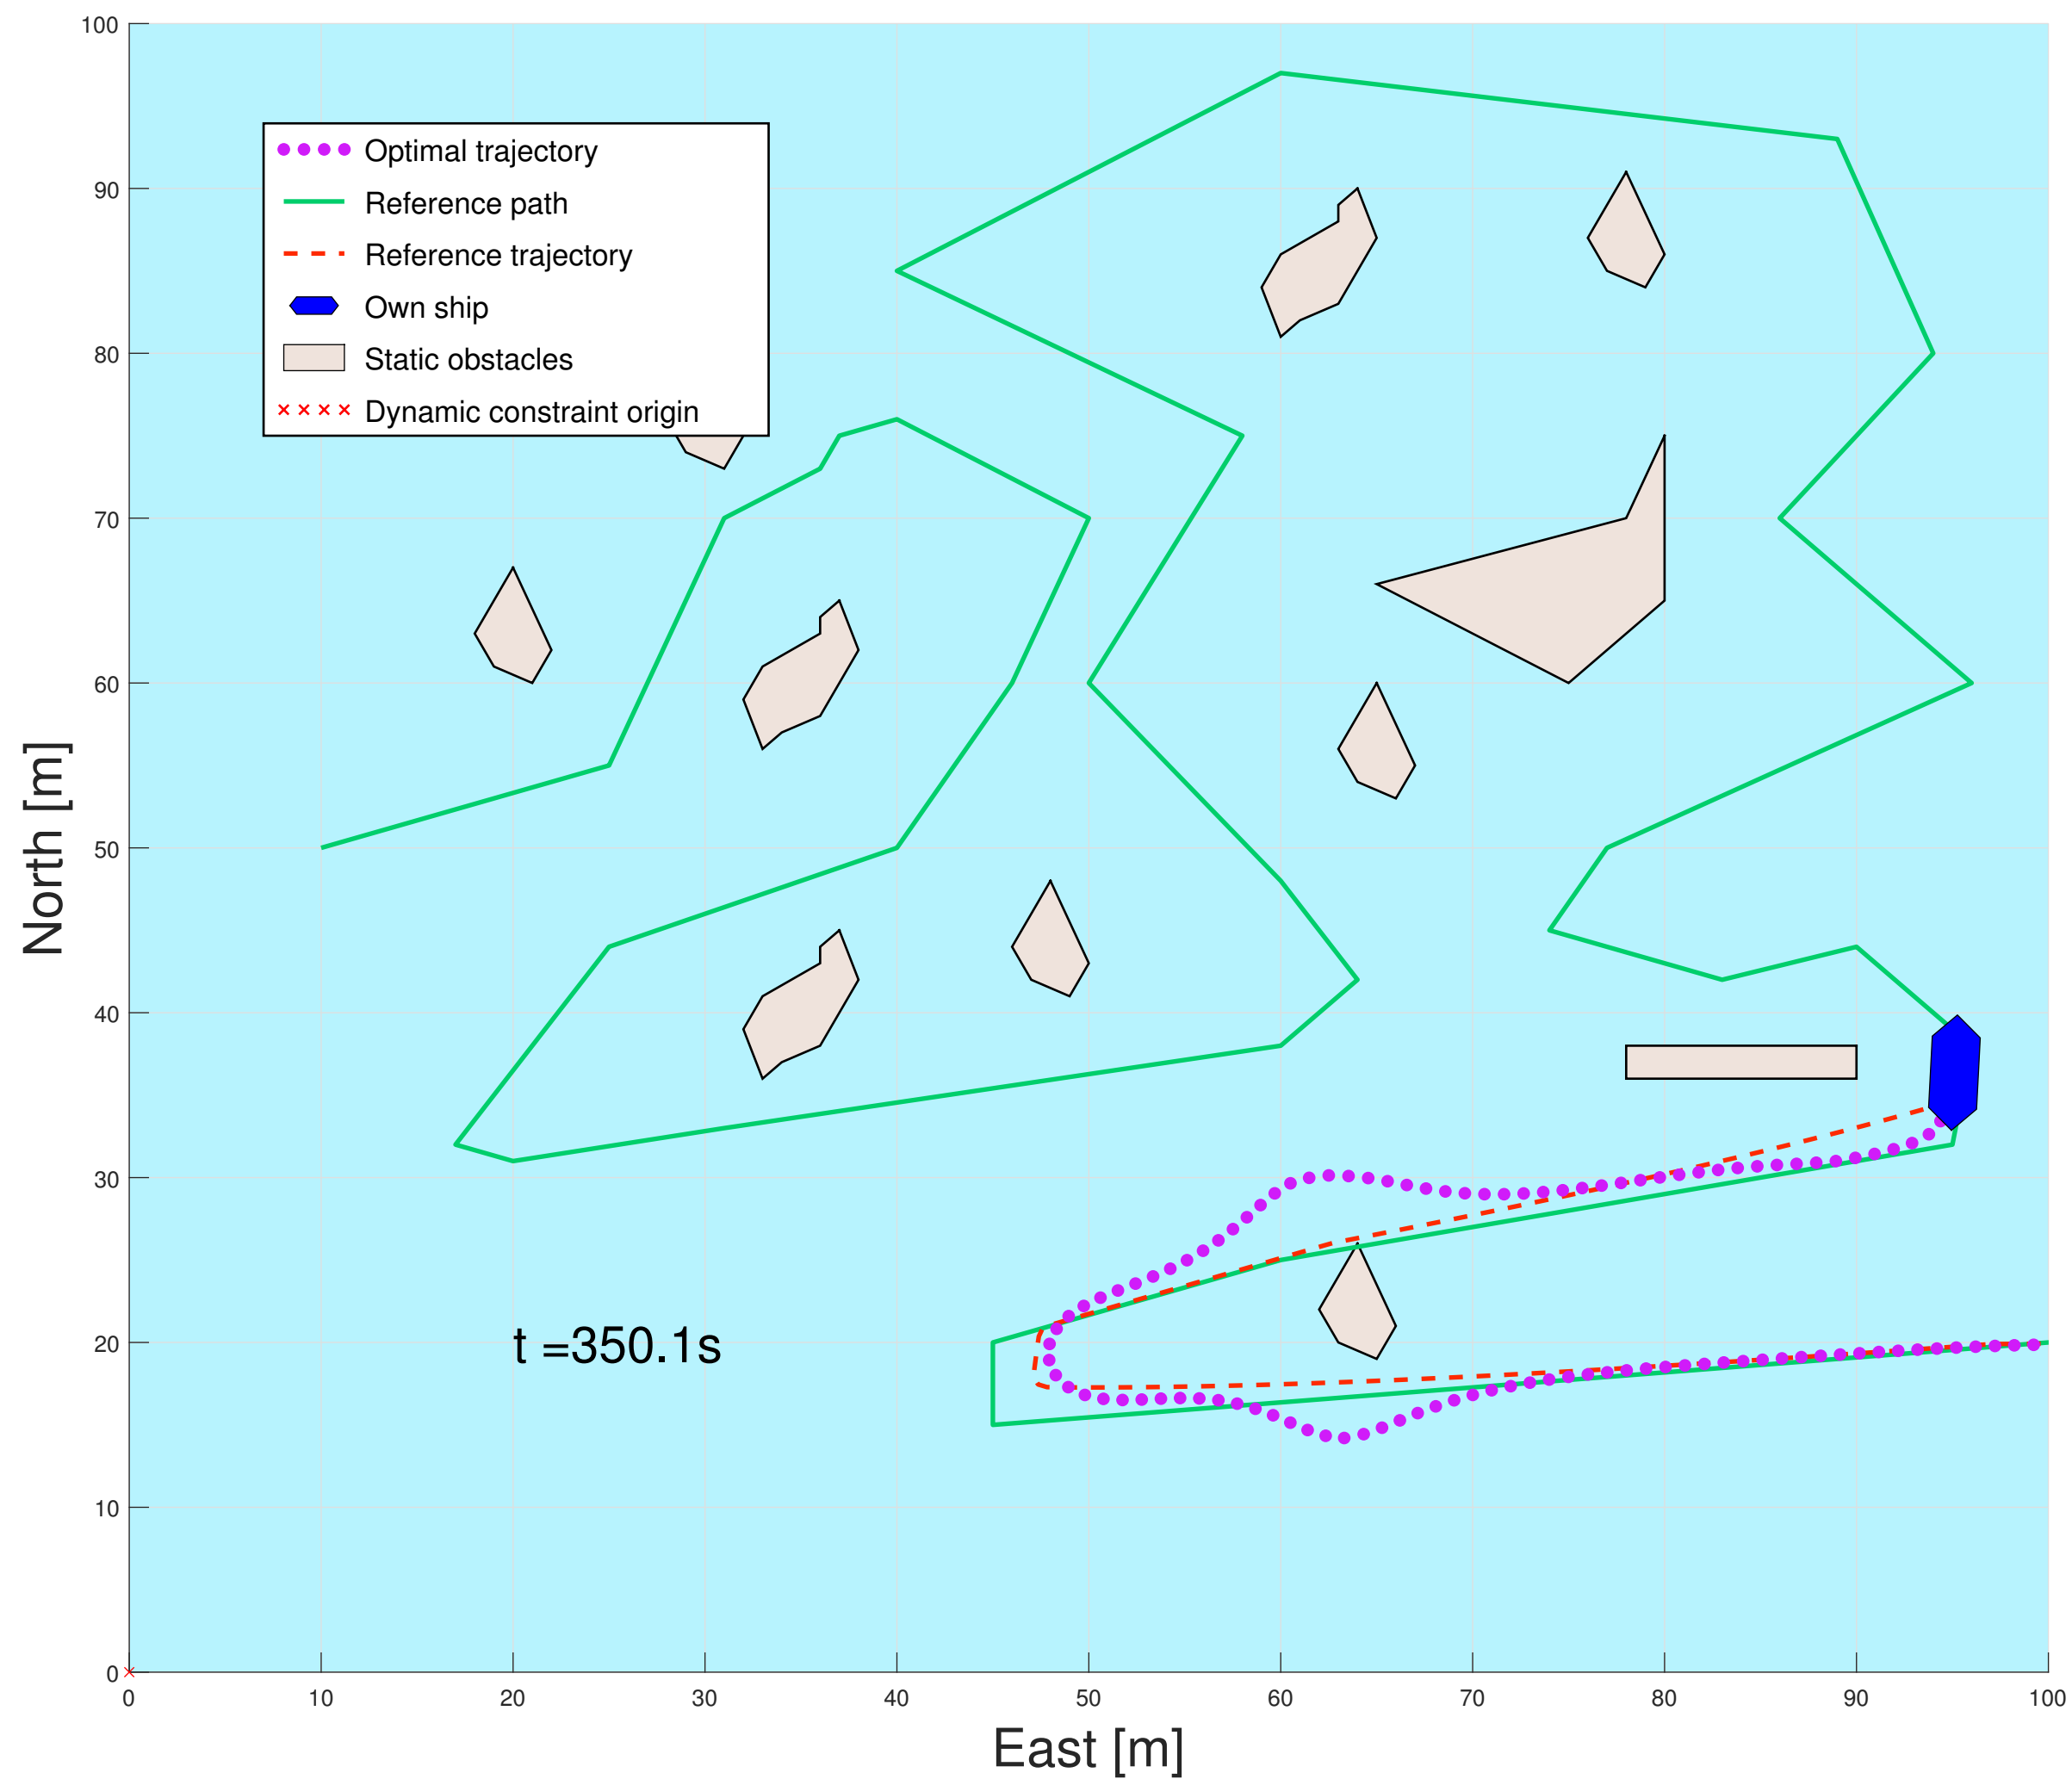 100
90
80
70
60
50
40
30
20
10
0
North [m]
Optimal trajectory
Reference path
Reference trajectory
Own ship
Static obstacles
Dynamic constraint origin
t =350.1s
0 10 20 30 40 50 60 70 80 90 100
East [m]